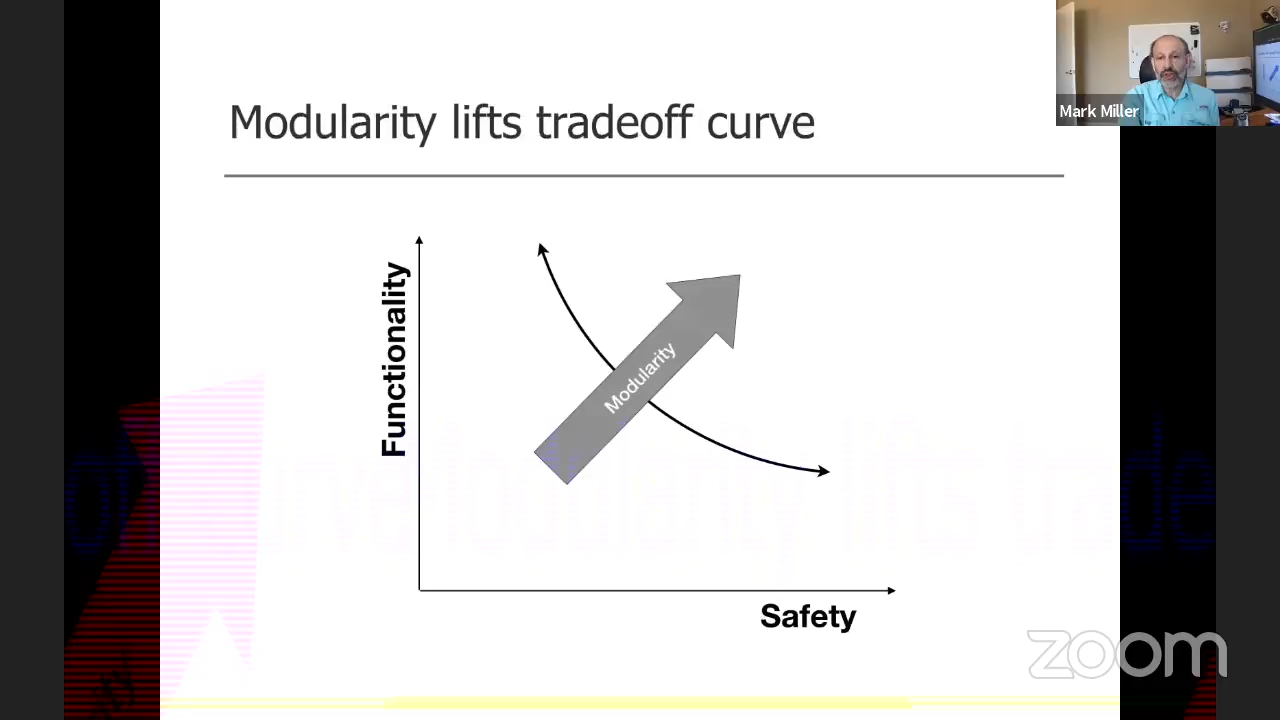 Modularity lifts tradeoff curve
Mark Miller
Functionality
Modularity
Safety
zoom